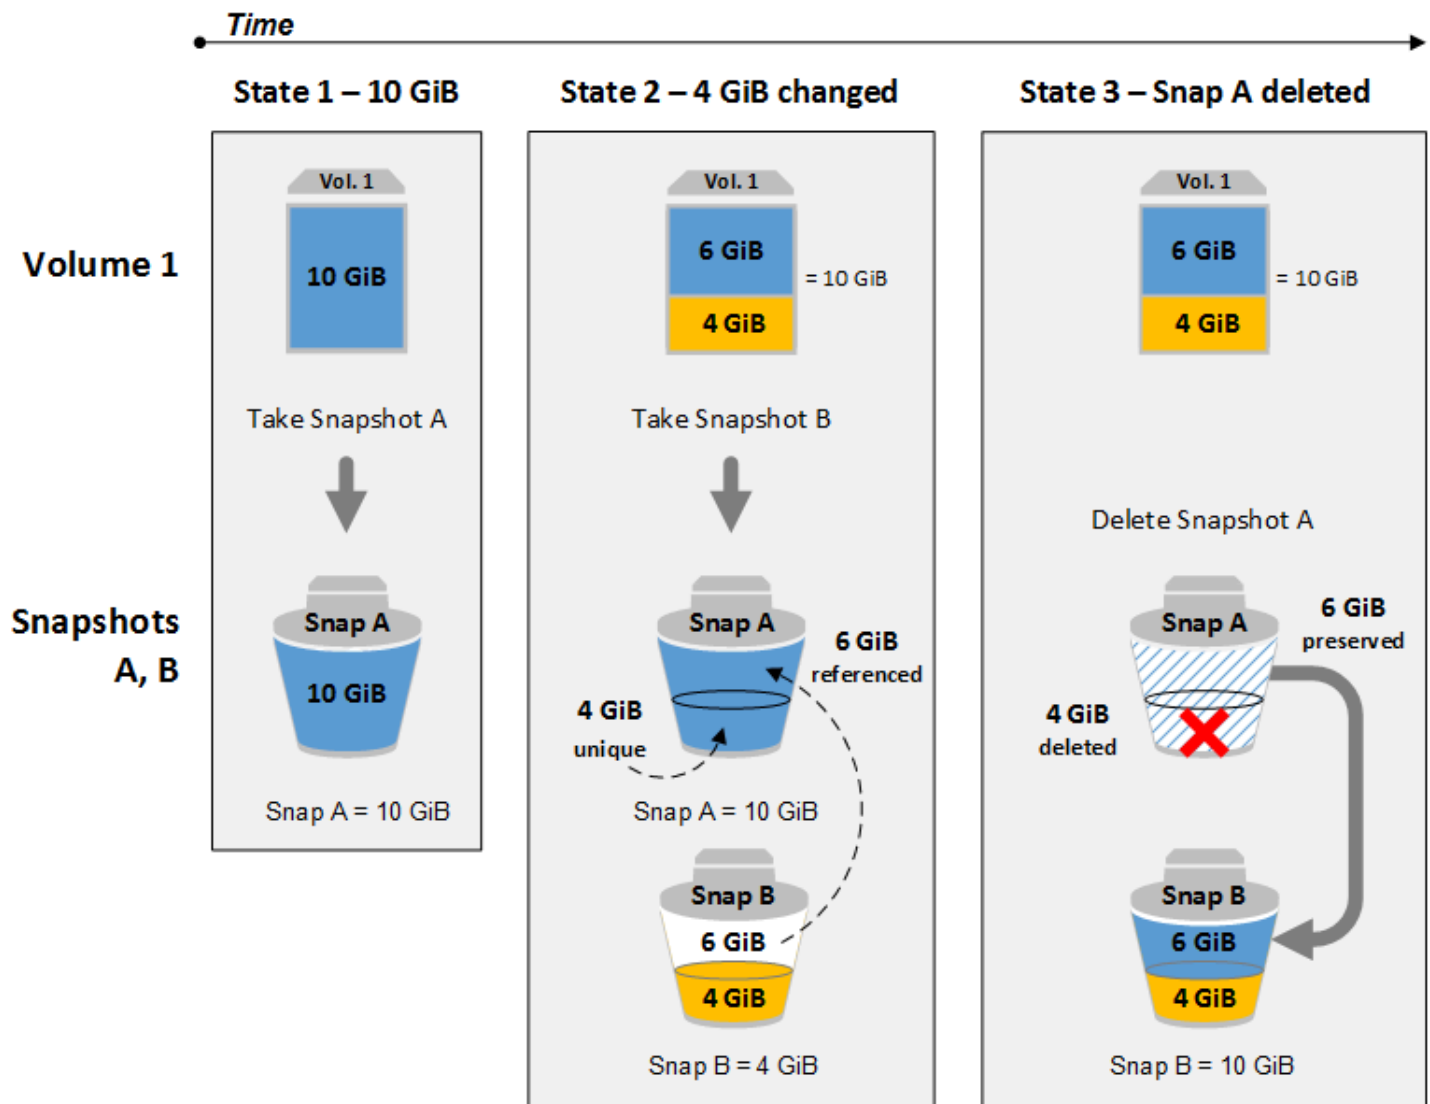 Time
State 1 – 10 GiB
State 2 – 4 GiB changed
State 3 – Snap A deleted
Volume 1
Vol. 1
10 GiB
Vol. 1
6 GiB
4 GiB
= 10 GiB
Vol. 1
6 GiB
4 GiB
= 10 GiB
Take Snapshot A
Take Snapshot B
Delete Snapshot A
Snapshots
A, B
Snap A
10 GiB
Snap A = 10 GiB
Snap A
6 GiB
referenced
4 GiB
unique
Snap A = 10 GiB
Snap B
6 GiB
4 GiB
Snap B = 4 GiB
Snap A
6 GiB
preserved
4 GiB
deleted
Snap B
6 GiB
4 GiB
Snap B = 10 GiB